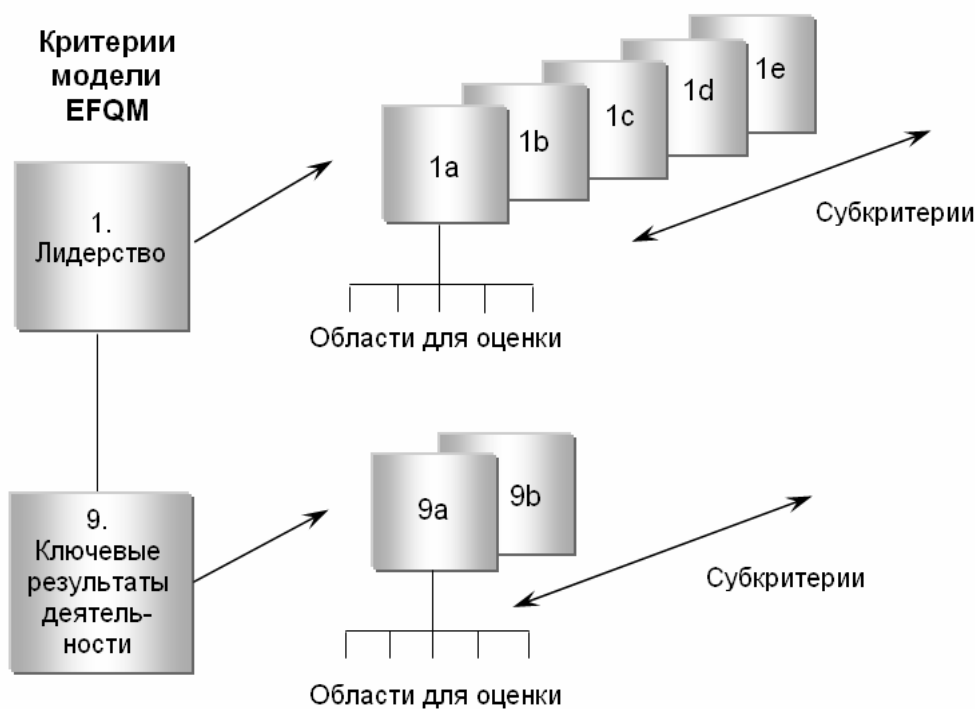 Критерии
модели
EFQM
1.
Лидерство
1a
1b
1c
1d
1e
Субкритерии
Области для оценки
9.
Ключевые
результаты
деятель-
ности
9a
9b
Субкритерии
Области для оценки